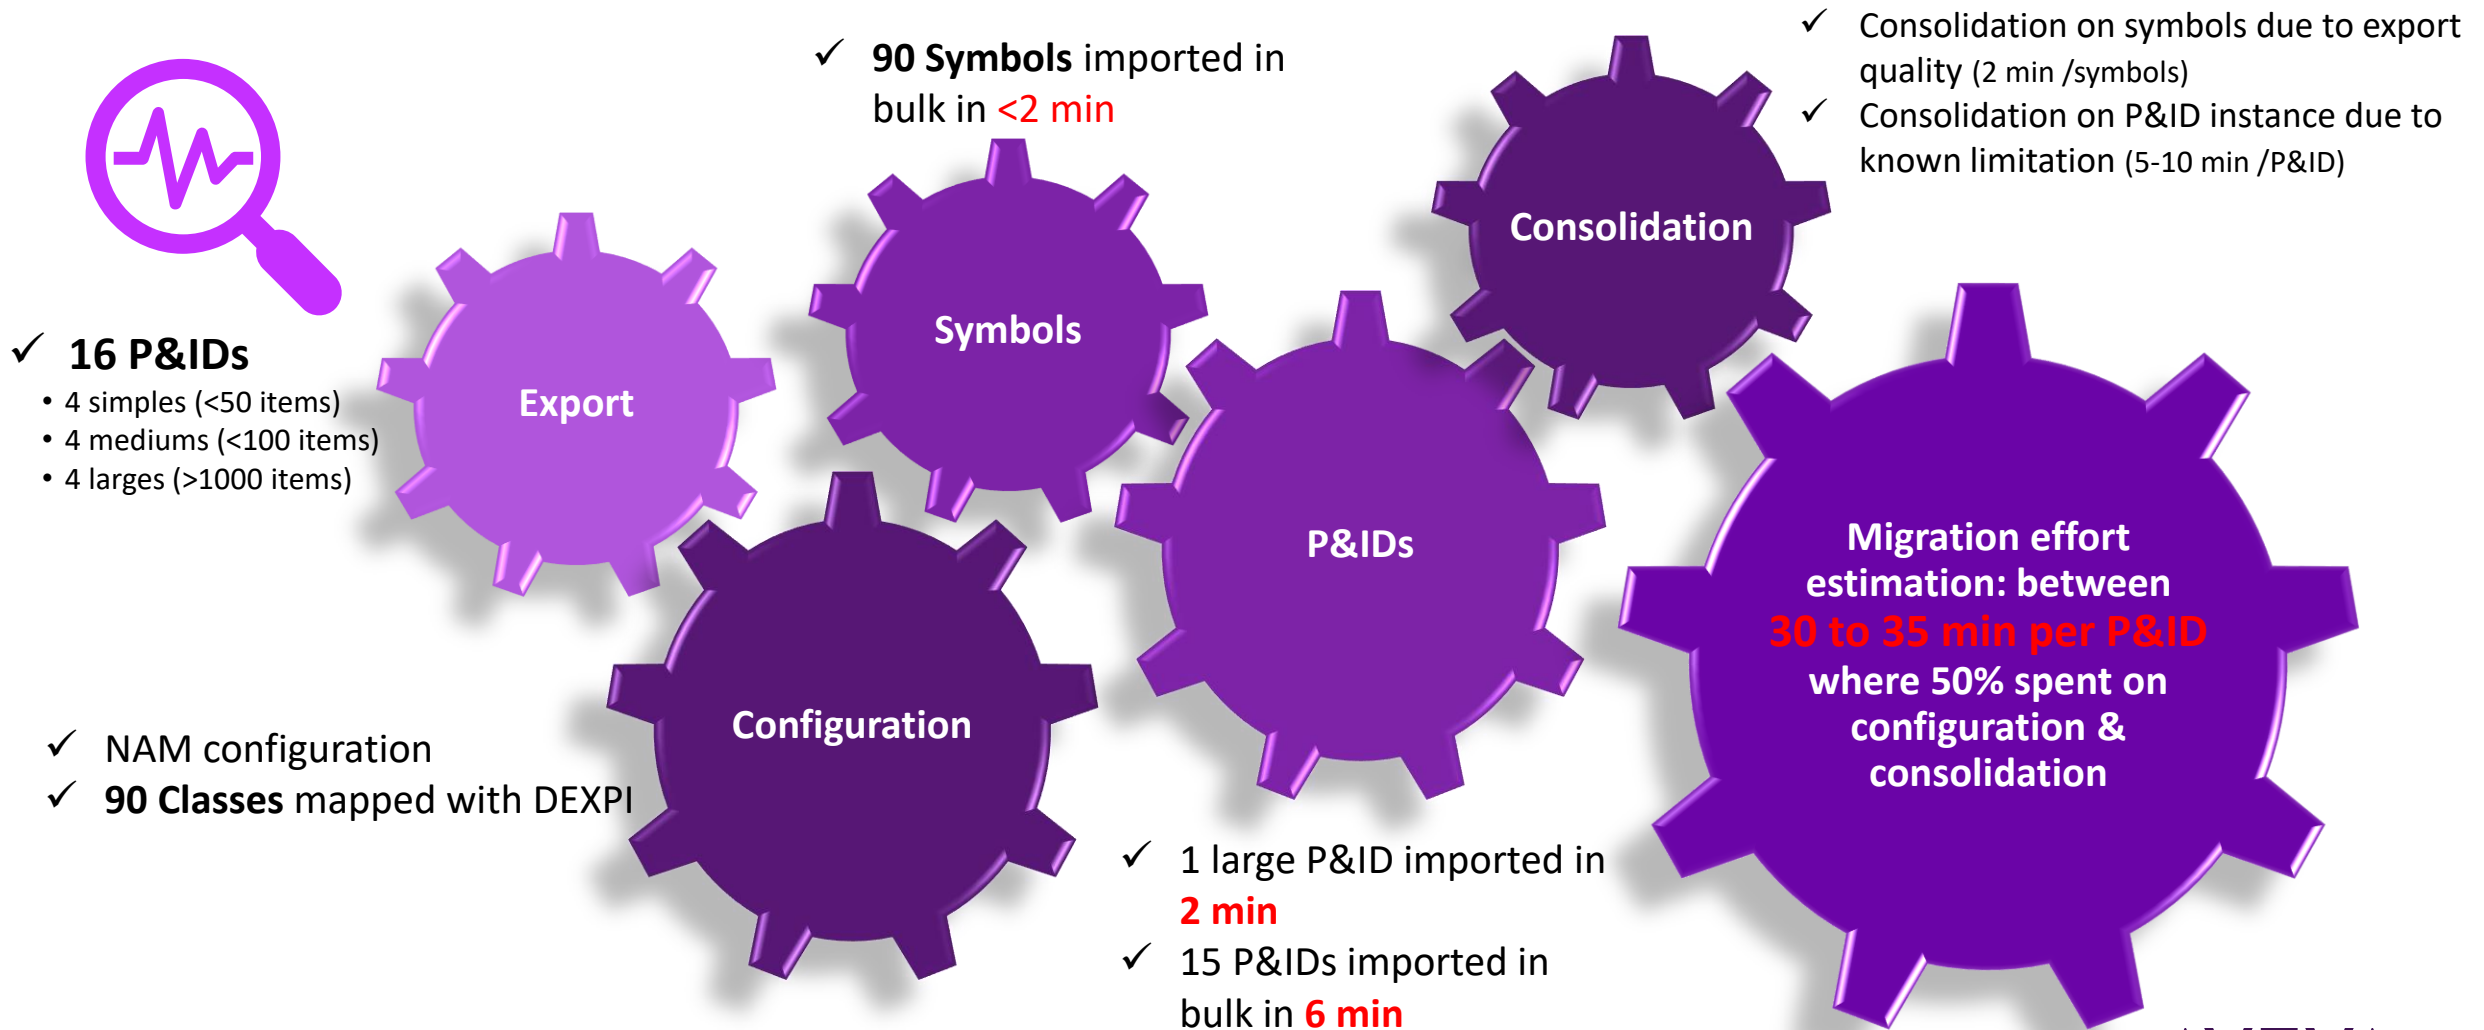 16 P&IDs
4 simples (<50 items)
4 mediums (<100 items)
4 larges (>1000 items)
Export
90 Symbols imported in
bulk in <2 min
Symbols
NAM configuration
90 Classes mapped with DEXPI
Configuration
P&IDs
1 large P&ID imported in
2 min
15 P&IDs imported in
bulk in 6 min
Consolidation
Consolidation on symbols due to export
quality (2 min /symbols)
Consolidation on P&ID instance due to
known limitation (5-10 min /P&ID)
Migration effort
estimation: between
30 to 35 min per P&ID
where 50% spent on
configuration &
consolidation